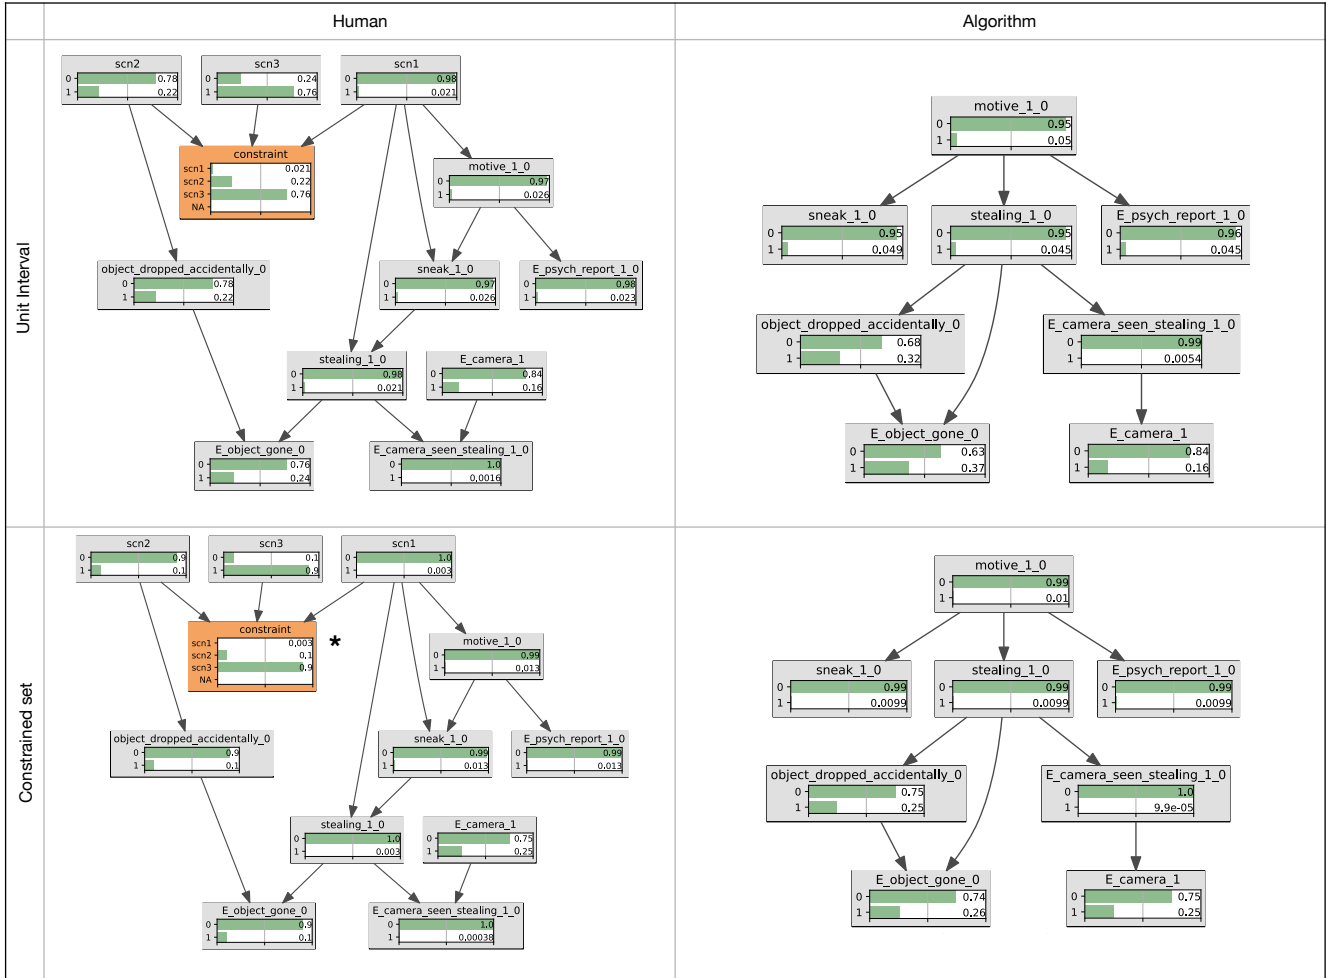 Human
Algorithm
Unit Interval
scn2
0 0.78
1 0.22
scn3
0 0.24
1 0.76
scn1
0 0.98
1 0.021
constraint
scn1 0.021
scn2 0.22
scn3 0.76
NA
motive_1_0
0 0.97
1 0.026
object_dropped_accidentally_0
0 0.78
1 0.22
sneak_1_0
0 0.97
1 0.026
E_psych_report_1_0
0 0.98
1 0.023
stealing_1_0
0 0.98
1 0.021
E_camera_1
0 0.84
1 0.16
E_object_gone_0
0 0.76
1 0.24
E_camera_seen_stealing_1_0
0 1.0
1 0.0016
motive_1_0
0 0.95
1 0.05
sneak_1_0
0 0.95
1 0.049
stealing_1_0
0 0.95
1 0.045
E_psych_report_1_0
0 0.96
1 0.045
object_dropped_accidentally_0
0 0.68
1 0.32
E_camera_seen_stealing_1_0
0 0.99
1 0.0054
E_object_gone_0
0 0.63
1 0.37
E_camera_1
0 0.84
1 0.16
Constrained set
scn2
0 0.9
1 0.1
scn3
0 0.1
1 0.9
scn1
0 1.0
1 0.003
constraint
scn1 0.003
scn2 0.1
scn3 0.9
NA
*
motive_1_0
0 0.99
1 0.013
object_dropped_accidentally_0
0 0.9
1 0.1
sneak_1_0
0 0.99
1 0.013
E_psych_report_1_0
0 0.99
1 0.013
stealing_1_0
0 1.0
1 0.003
E_camera_1
0 0.75
1 0.25
E_object_gone_0
0 0.9
1 0.1
E_camera_seen_stealing_1_0
0 1.0
1 0.00038
motive_1_0
0 0.99
1 0.01
sneak_1_0
0 0.99
1 0.0099
stealing_1_0
0 0.99
1 0.0099
E_psych_report_1_0
0 0.99
1 0.0099
object_dropped_accidentally_0
0 0.75
1 0.25
E_camera_seen_stealing_1_0
0 1.0
1 9.9e-05
E_object_gone_0
0 0.74
1 0.26
E_camera_1
0 0.75
1 0.25